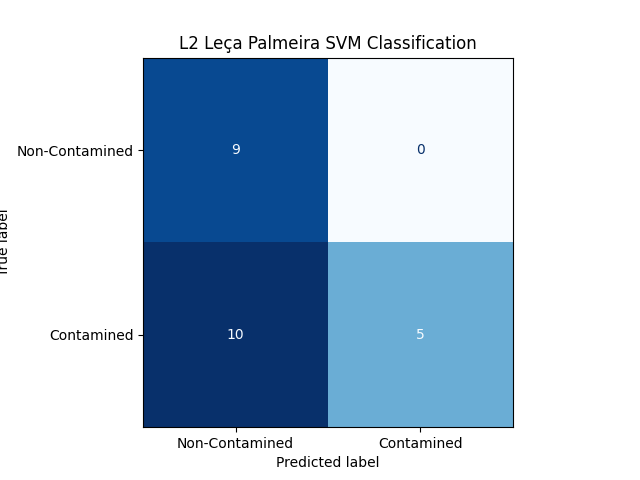 L2 Leça Palmeira SVM Classification
Non-Contamined
9
0
True label
Contamined
10
5
Non-Contamined
Contamined
Predicted label